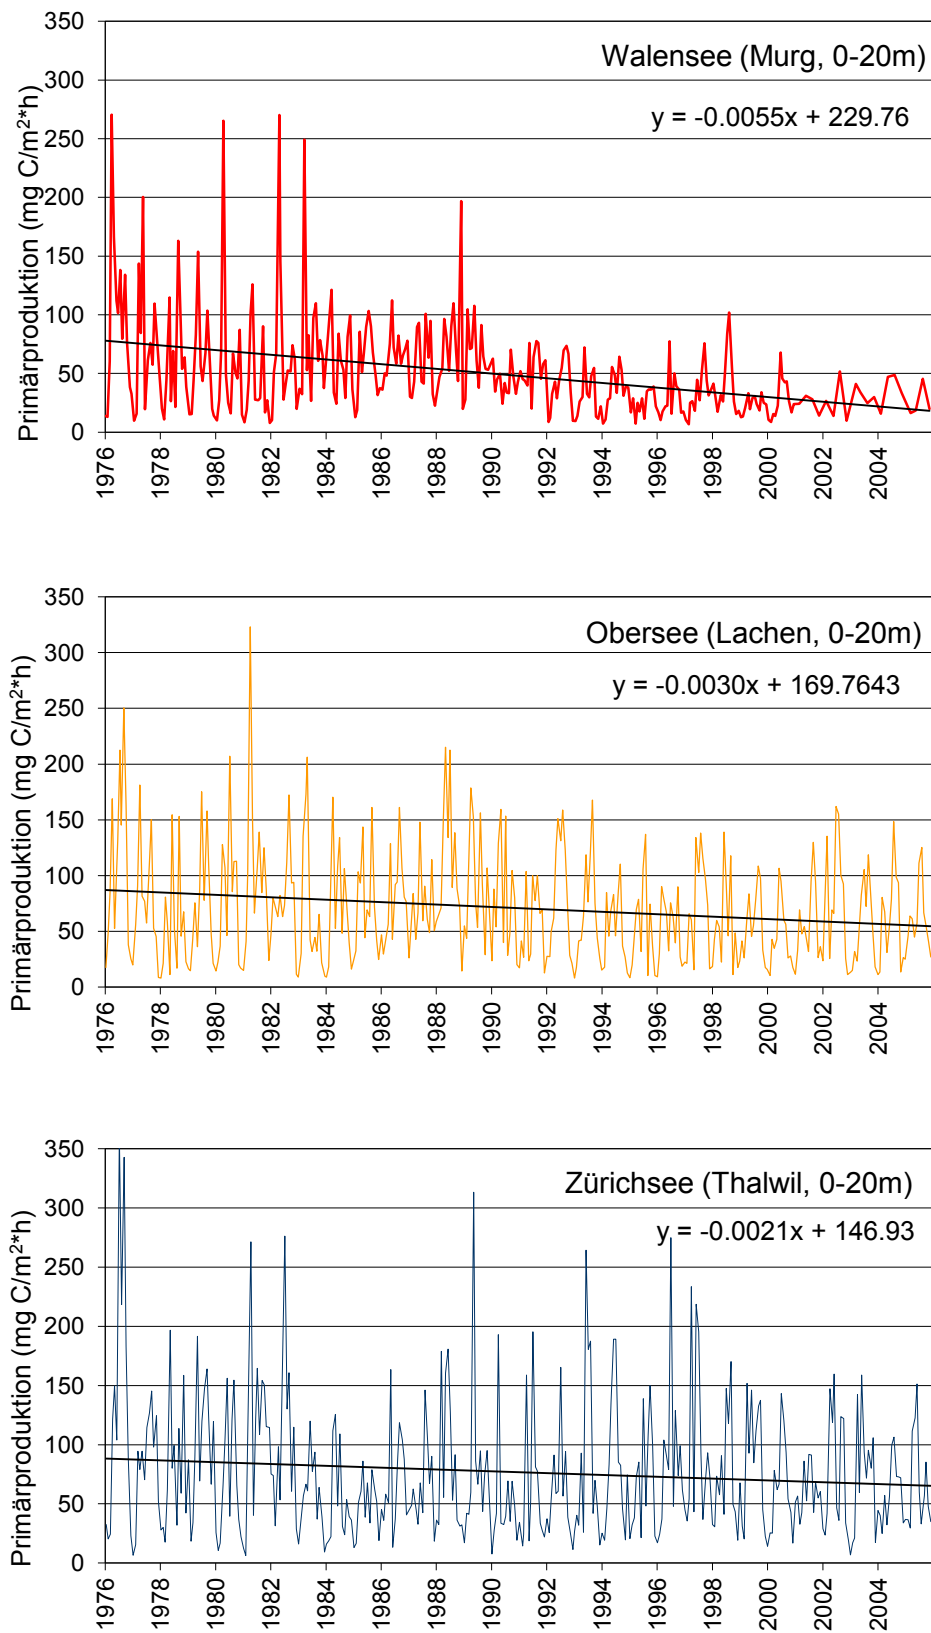 350
300
250
200
150
100
50
0
Primärproduktion (mg C/m²*h)
Walensee (Murg, 0-20m)
y = -0.0055x + 229.76
1976 1978 1980 1982 1984 1986 1988 1990 1992 1994 1996 1998 2000 2002 2004
350
300
250
200
150
100
50
0
Primärproduktion (mg C/m²*h)
Obersee (Lachen, 0-20m)
y = -0.0030x + 169.7643
1976 1978 1980 1982 1984 1986 1988 1990 1992 1994 1996 1998 2000 2002 2004
350
300
250
200
150
100
50
0
Primärproduktion (mg C/m²*h)
Zürichsee (Thalwil, 0-20m)
y = -0.0021x + 146.93
1976 1978 1980 1982 1984 1986 1988 1990 1992 1994 1996 1998 2000 2002 2004